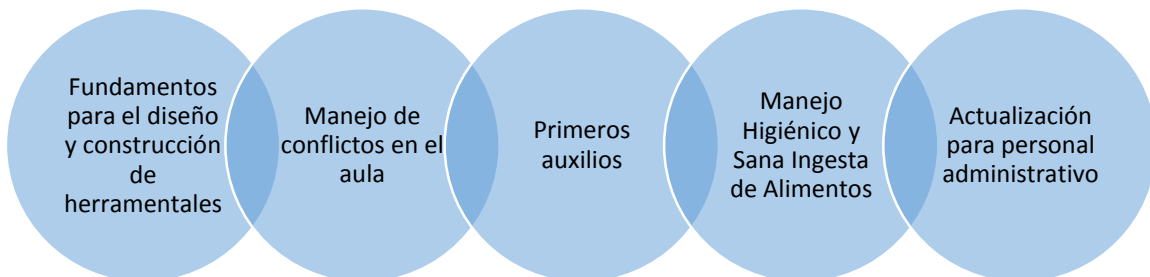 Fundamentos
para el diseño
y construcción
de
herramentales
Manejo de
conflictos en el
aula
Primeros
auxilios
Manejo
Higiénico y
Sana Ingesta
de Alimentos
Actualización
para personal
administrativo